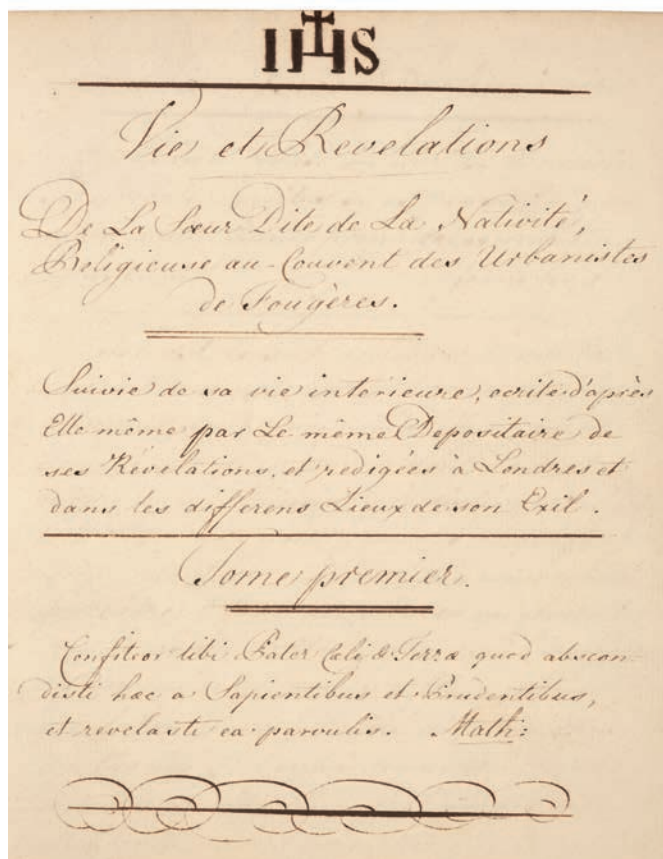 IHS
Vie et Revelations
De La Sœur Dite de La Nativité,
Religieuse au-Couvent des Urbanistes
de Fougères.
Suivie de sa vie interieure, ecrite d'après
Elle même par Le même Depositaire de
ses Révelations, et redigées à Londres et
dans les differens Lieux de son Exil.
Tome premier.
Confiteor tibi Pater Cæli & Terræ quod abscon-
disti hæc a Sapientibus et Prudentibus,
et revelasti ea parvulis. Math: